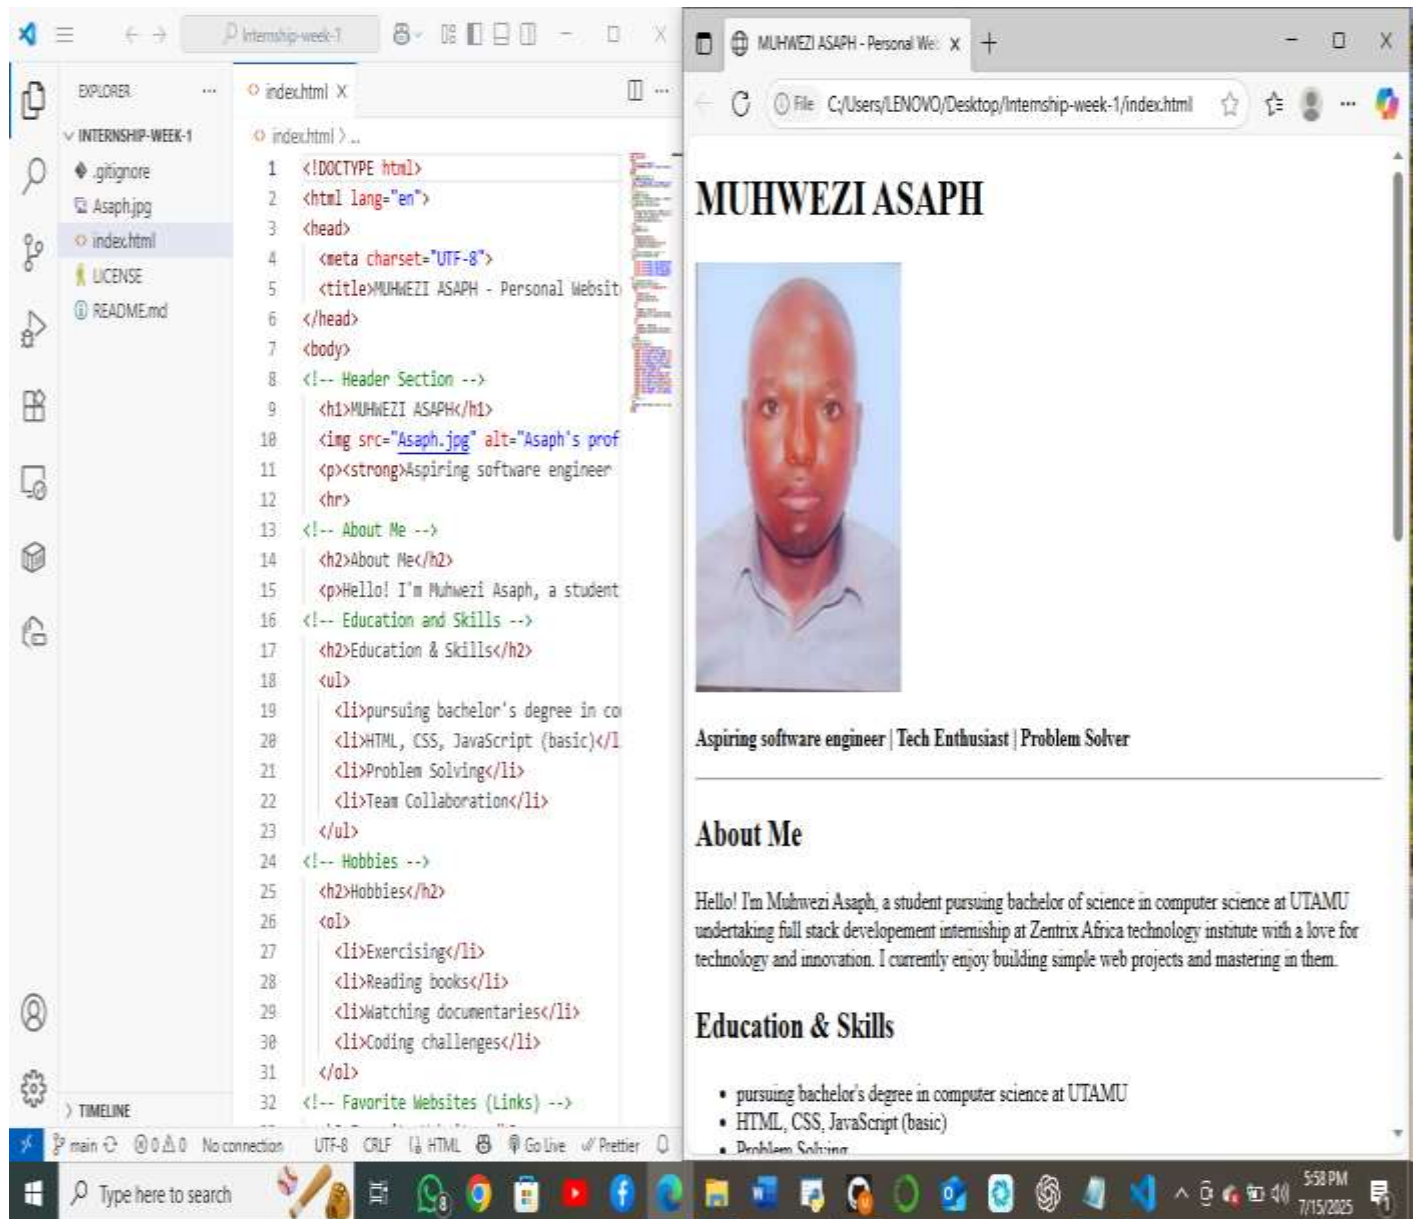 Internship-week-1
EXPLORER
index.html
INTERNSHIP-WEEK-1
.gitignore
Asaph.jpg
index.html
LICENSE
README.md
TIMELINE
index.html > ...
1 <!DOCTYPE html>
2 <html lang="en">
3 <head>
4 <meta charset="UTF-8">
5 <title>MUHWEZI ASAPH - Personal Websit
6 </head>
7 <body>
8 <!-- Header Section -->
9 <h1>MUHWEZI ASAPH</h1>
10 <img src="Asaph.jpg" alt="Asaph's prof
11 <p><strong>Aspiring software engineer
12 <hr>
13 <!-- About Me -->
14 <h2>About Me</h2>
15 <p>Hello! I'm Muhwezi Asaph, a student
16 <!-- Education and Skills -->
17 <h2>Education & Skills</h2>
18 <ul>
19 <li>pursuing bachelor's degree in co
20 <li>HTML, CSS, JavaScript (basic)</l
21 <li>Problem Solving</li>
22 <li>Team Collaboration</li>
23 </ul>
24 <!-- Hobbies -->
25 <h2>Hobbies</h2>
26 <ol>
27 <li>Exercising</li>
28 <li>Reading books</li>
29 <li>Watching documentaries</li>
30 <li>Coding challenges</li>
31 </ol>
32 <!-- Favorite Websites (Links) -->
main 0 0 No connection UTF-8 CRLF HTML Go Live Prettier
MUHWEZI ASAPH - Personal We
File C:/Users/LENOVO/Desktop/Internship-week-1/index.html
MUHWEZI ASAPH
Aspiring software engineer | Tech Enthusiast | Problem Solver
About Me
Hello! I'm Muhwezi Asaph, a student pursuing bachelor of science in computer science at UTAMU
undertaking full stack developement internship at Zentrix Africa technology institute with a love for
technology and innovation. I currently enjoy building simple web projects and mastering in them.
Education & Skills
• pursuing bachelor's degree in computer science at UTAMU
• HTML, CSS, JavaScript (basic)
• Problem Solving
Type here to search
8
5:58 PM
7/15/2025
1